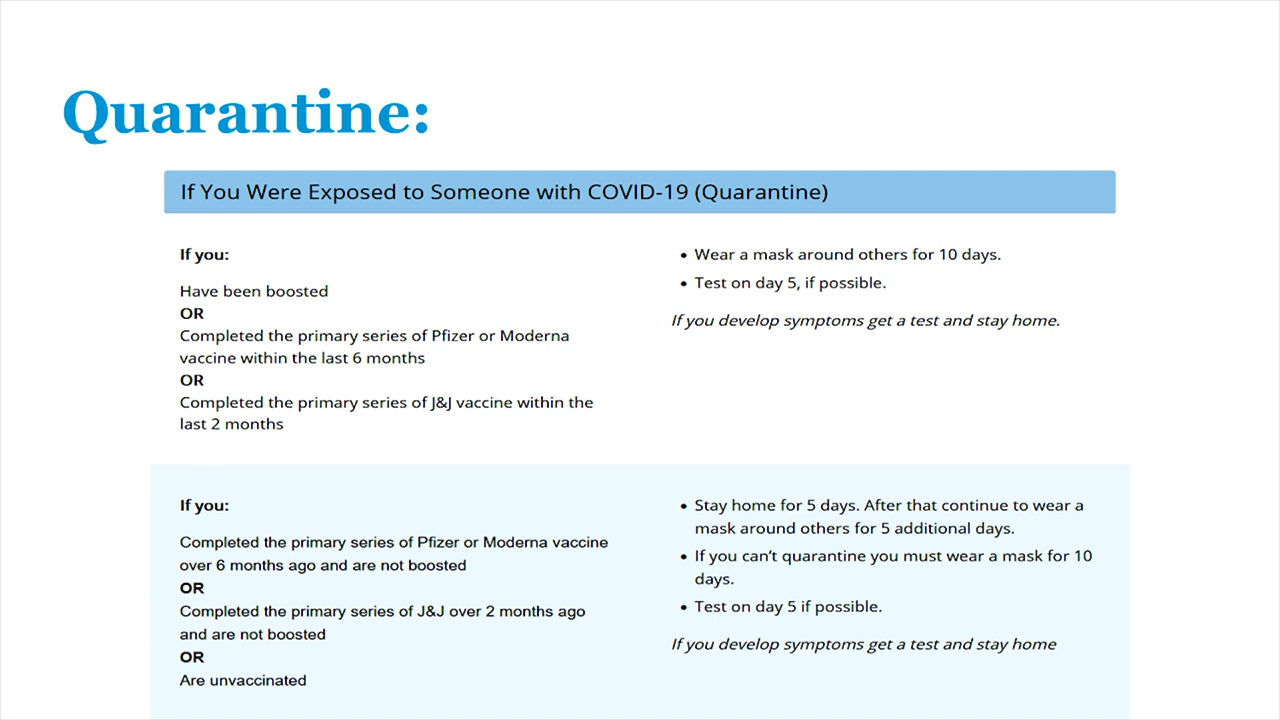 Quarantine:
If You Were Exposed to Someone with COVID-19 (Quarantine)
If you:
Have been boosted
OR
Completed the primary series of Pfizer or Moderna
vaccine within the last 6 months
OR
Completed the primary series of J&J vaccine within the
last 2 months
• Wear a mask around others for 10 days.
• Test on day 5, if possible.
If you develop symptoms get a test and stay home.
If you:
Completed the primary series of Pfizer or Moderna vaccine
over 6 months ago and are not boosted
OR
Completed the primary series of J&J over 2 months ago
and are not boosted
OR
Are unvaccinated
• Stay home for 5 days. After that continue to wear a
mask around others for 5 additional days.
• If you can’t quarantine you must wear a mask for 10
days.
• Test on day 5 if possible.
If you develop symptoms get a test and stay home